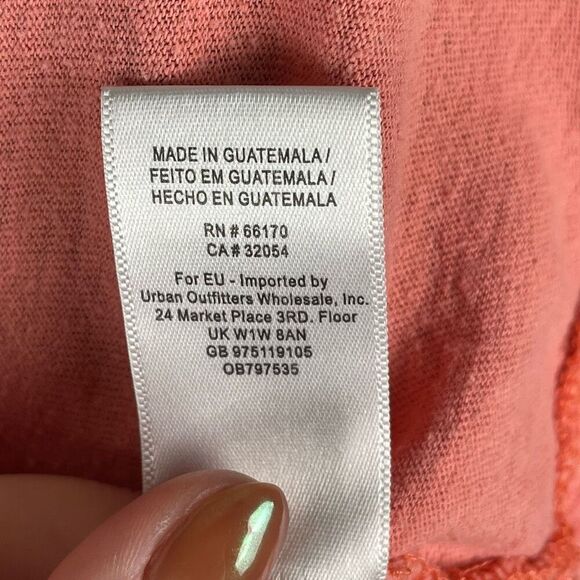 MADE IN GUATEMALA /
FEITO EM GUATEMALA /
HECHO EN GUATEMALA
RN # 66170
CA # 32054
For EU - Imported by
Urban Outfitters Wholesale, Inc.
24 Market Place 3RD. Floor
UK W1W 8AN
GB 975119105
OB797535